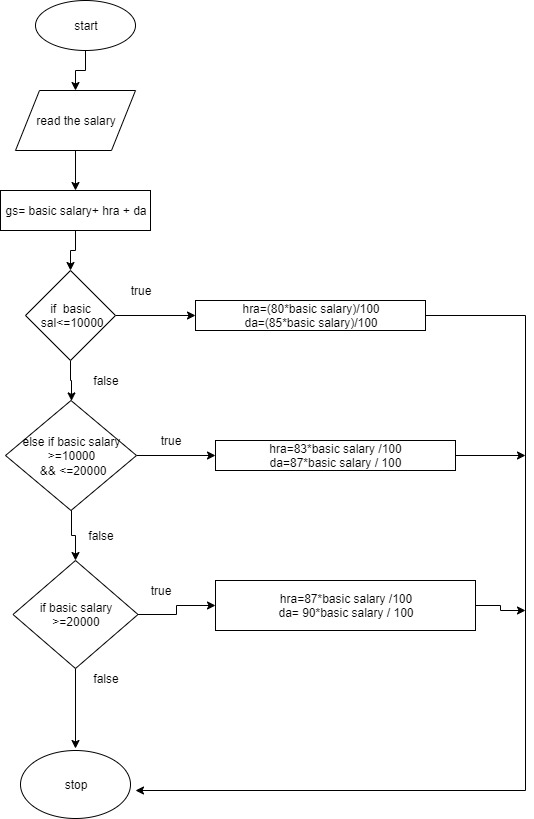 start
read the salary
gs= basic salary+ hra + da
if  basic
sal<=10000
true
hra=(80*basic salary)/100
da=(85*basic salary)/100
false
else if basic salary
>=10000
&& <=20000
true
hra=83*basic salary /100
da=87*basic salary / 100
false
if basic salary
>=20000
true
hra=87*basic salary /100
da= 90*basic salary / 100
false
stop